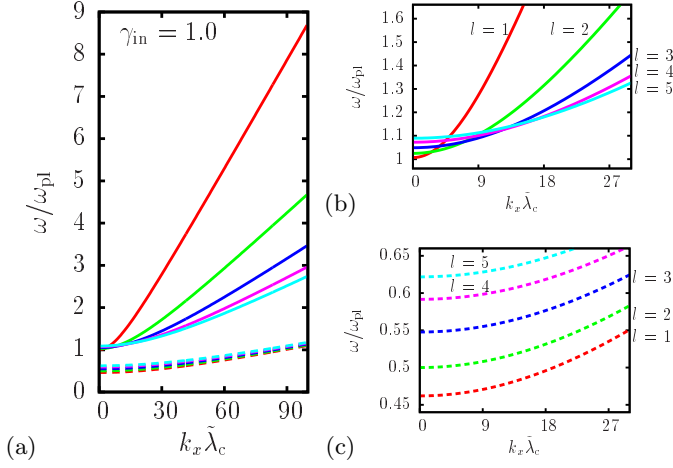 γin = 1.0
ω/ωpl
9
8
7
6
5
4
3
2
1
0
0 30 60 90
kxλ̃c
(a)
ω/ωpl
1.6
1.5
1.4
1.3
1.2
1.1
1
l = 1
l = 2
l = 3
l = 4
l = 5
0 9 18 27
kxλ̃c
(b)
ω/ωpl
0.65
0.6
0.55
0.5
0.45
l = 5
l = 4
l = 3
l = 2
l = 1
0 9 18 27
kxλ̃c
(c)